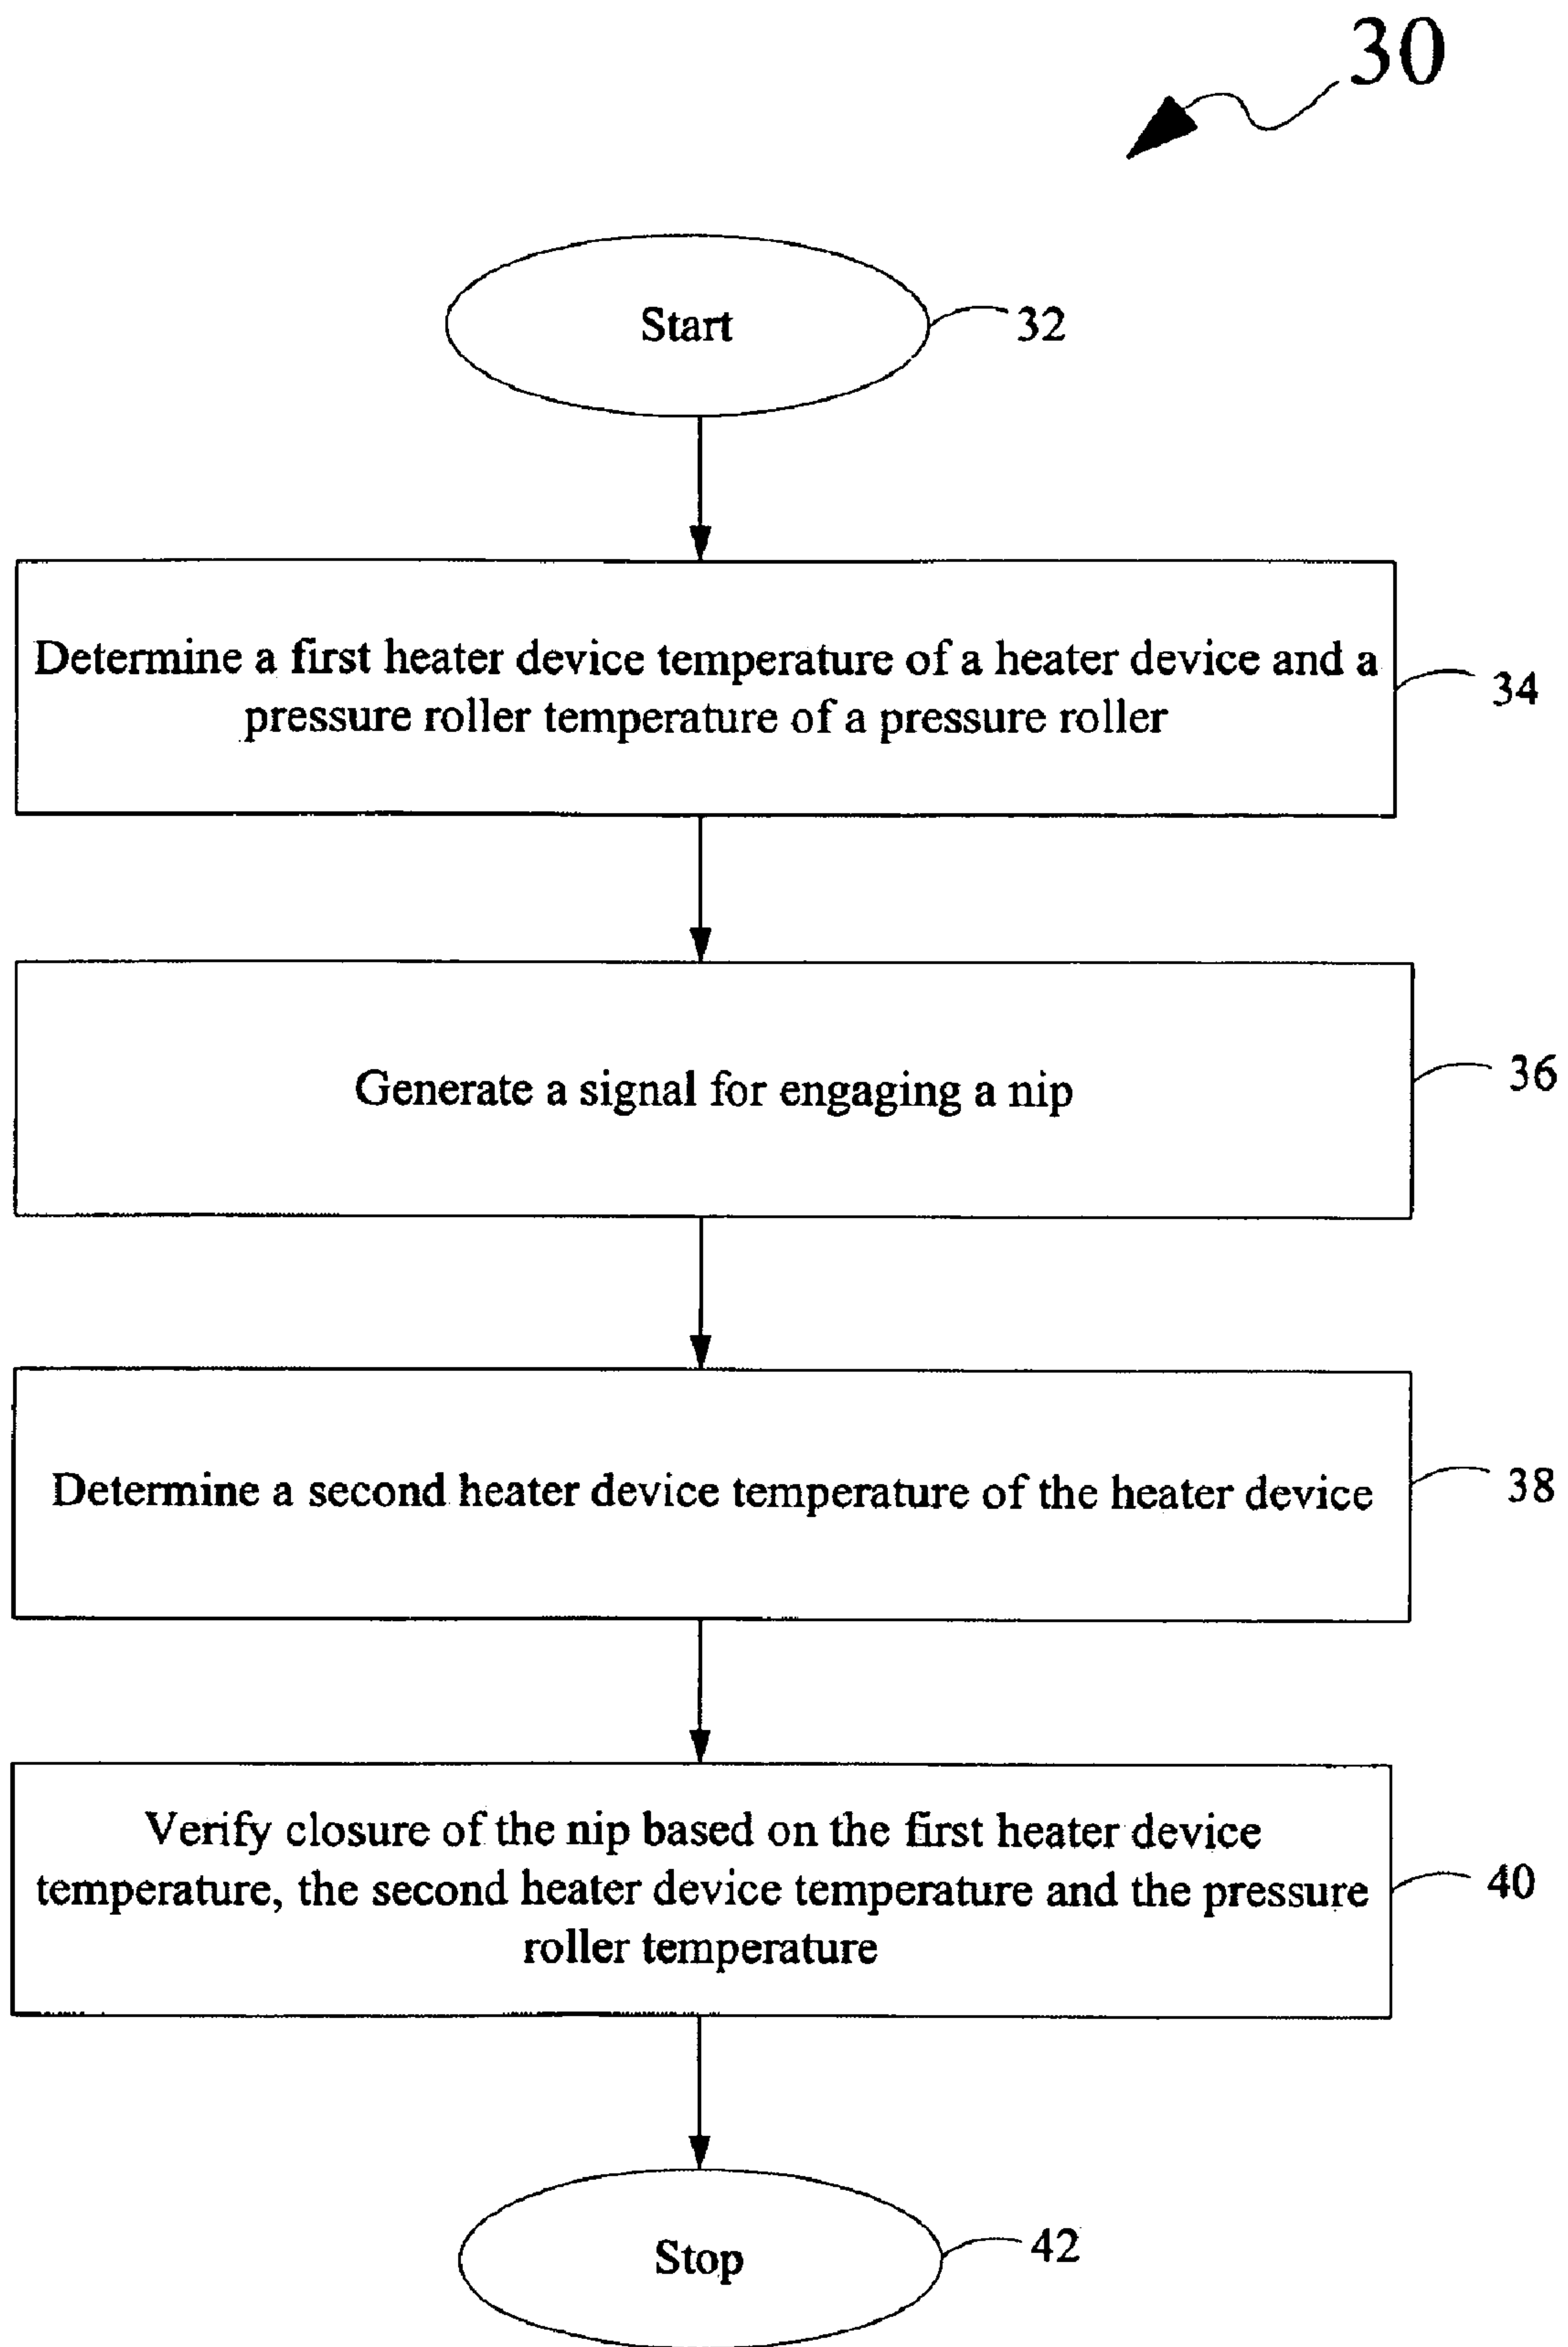 30
Start
32
Determine a first heater device temperature of a heater device and a
pressure roller temperature of a pressure roller
34
Generate a signal for engaging a nip
36
Determine a second heater device temperature of the heater device
38
Verify closure of the nip based on the first heater device
temperature, the second heater device temperature and the pressure
roller temperature
40
Stop
42